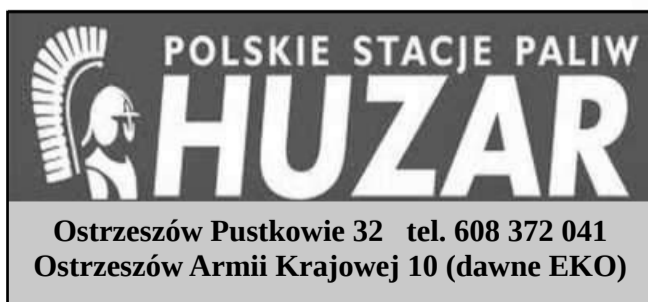 POLSKIE STACJE PALIW
HUZAR
Ostrzeszów Pustkowie 32 tel. 608 372 041
Ostrzeszów Armii Krajowej 10 (dawne EKO)